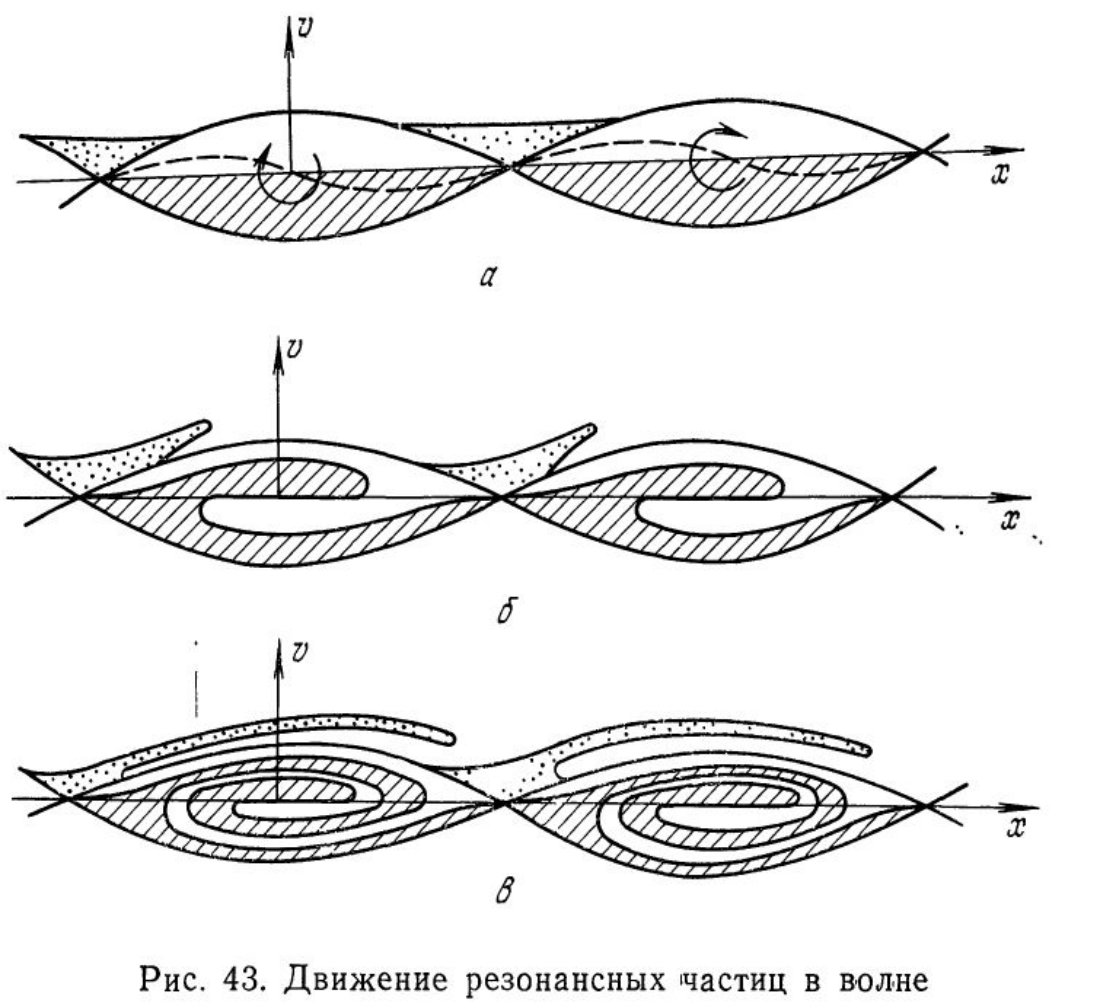 v
x
а
v
x
б
v
x
в
Рис. 43. Движение резонансных частиц в волне